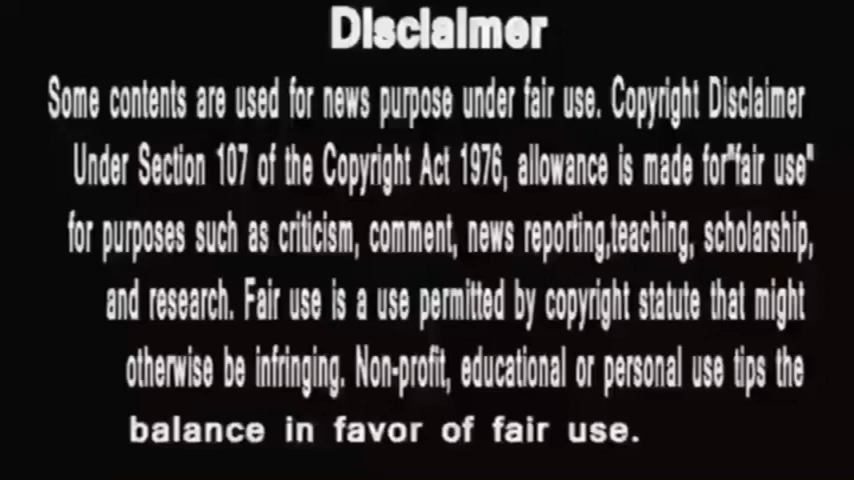 Disclaimer
Some contents are used for news purpose under fair use. Copyright Disclaimer
Under Section 107 of the Copyright Act 1976, allowance is made for"fair use"
for purposes such as criticism, comment, news reporting,teaching, scholarship,
and research. Fair use is a use permitted by copyright statute that might
otherwise be infringing. Non-profit, educational or personal use tips the
balance in favor of fair use.